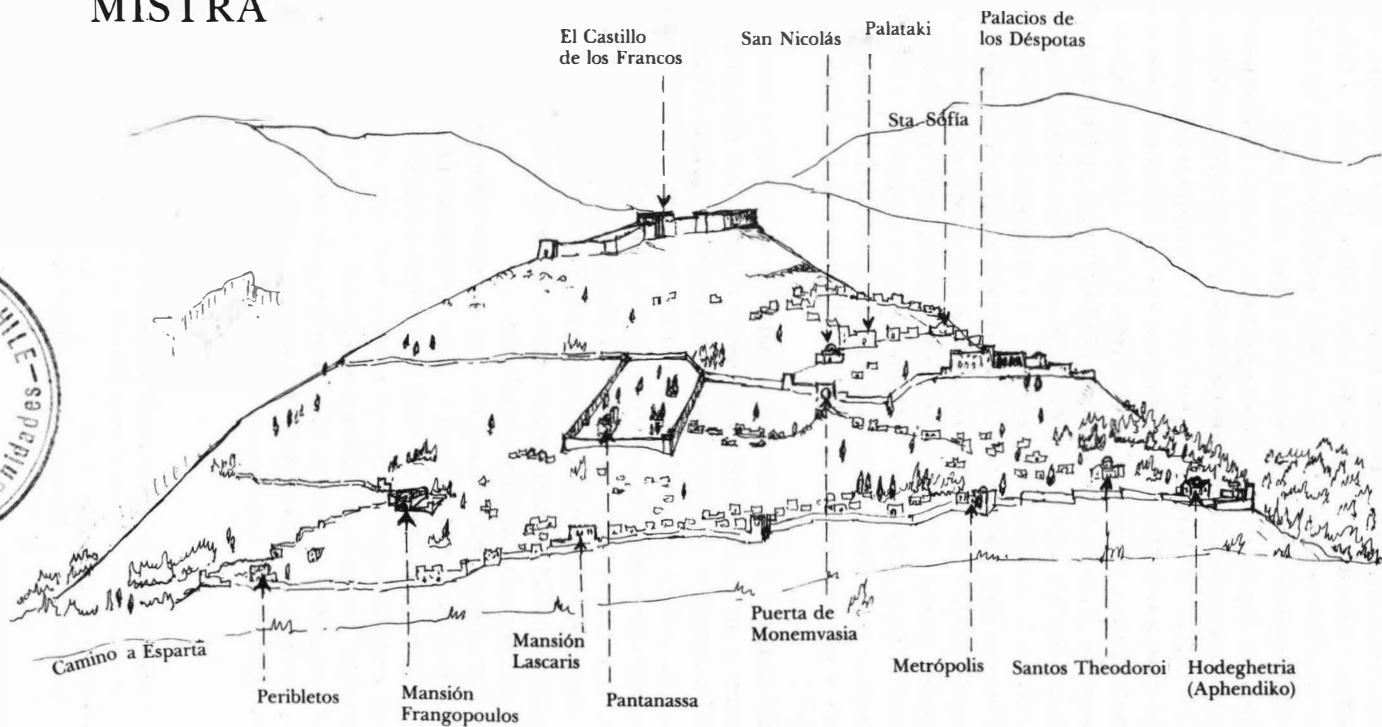 MISTRA
El Castillo
de los Francos
San Nicolás
Palataki
Palacios de
los Déspotas
Sta. Sofía
Camino a Esparta
Peribletos
Mansión
Frangopoulos
Mansión
Lascaris
Pantanassa
Puerta de
Monemvasia
Metrópolis
Santos Theodoroi
Hodeghetria
(Aphendiko)